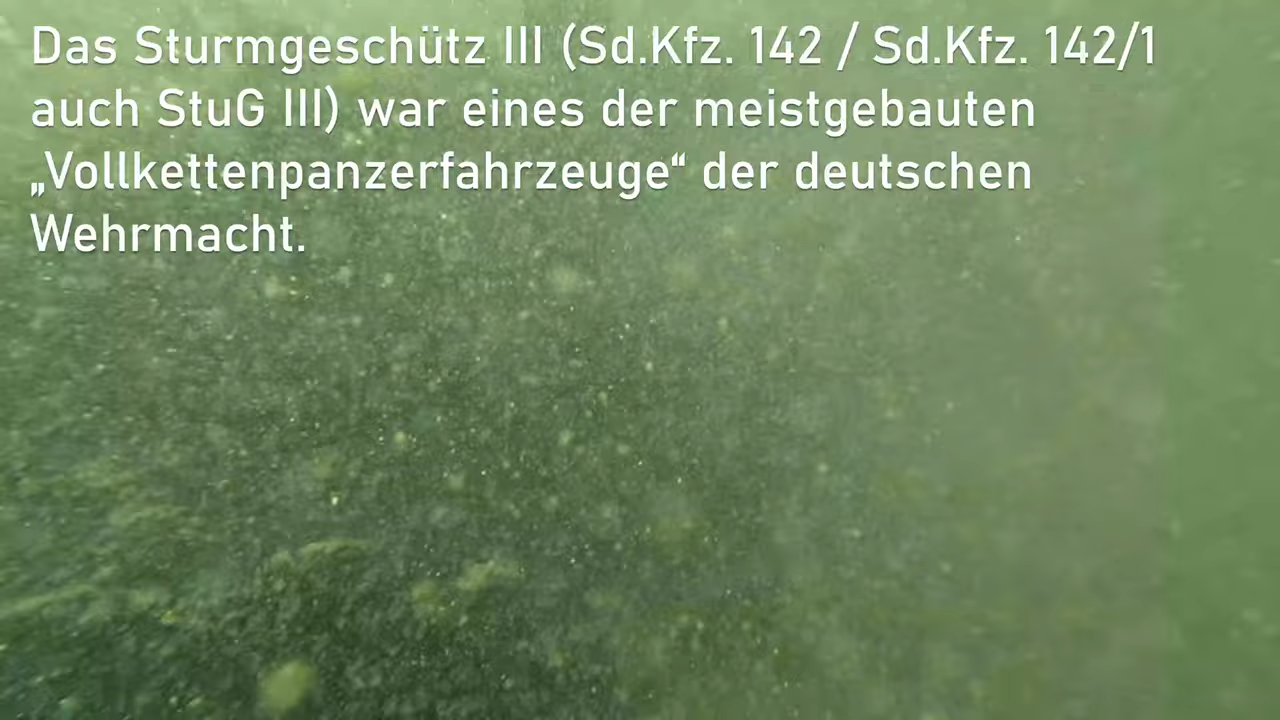 Das Sturmgeschütz III (Sd.Kfz. 142 / Sd.Kfz. 142/1
auch StuG III) war eines der meistgebauten
„Vollkettenpanzerfahrzeuge“ der deutschen
Wehrmacht.